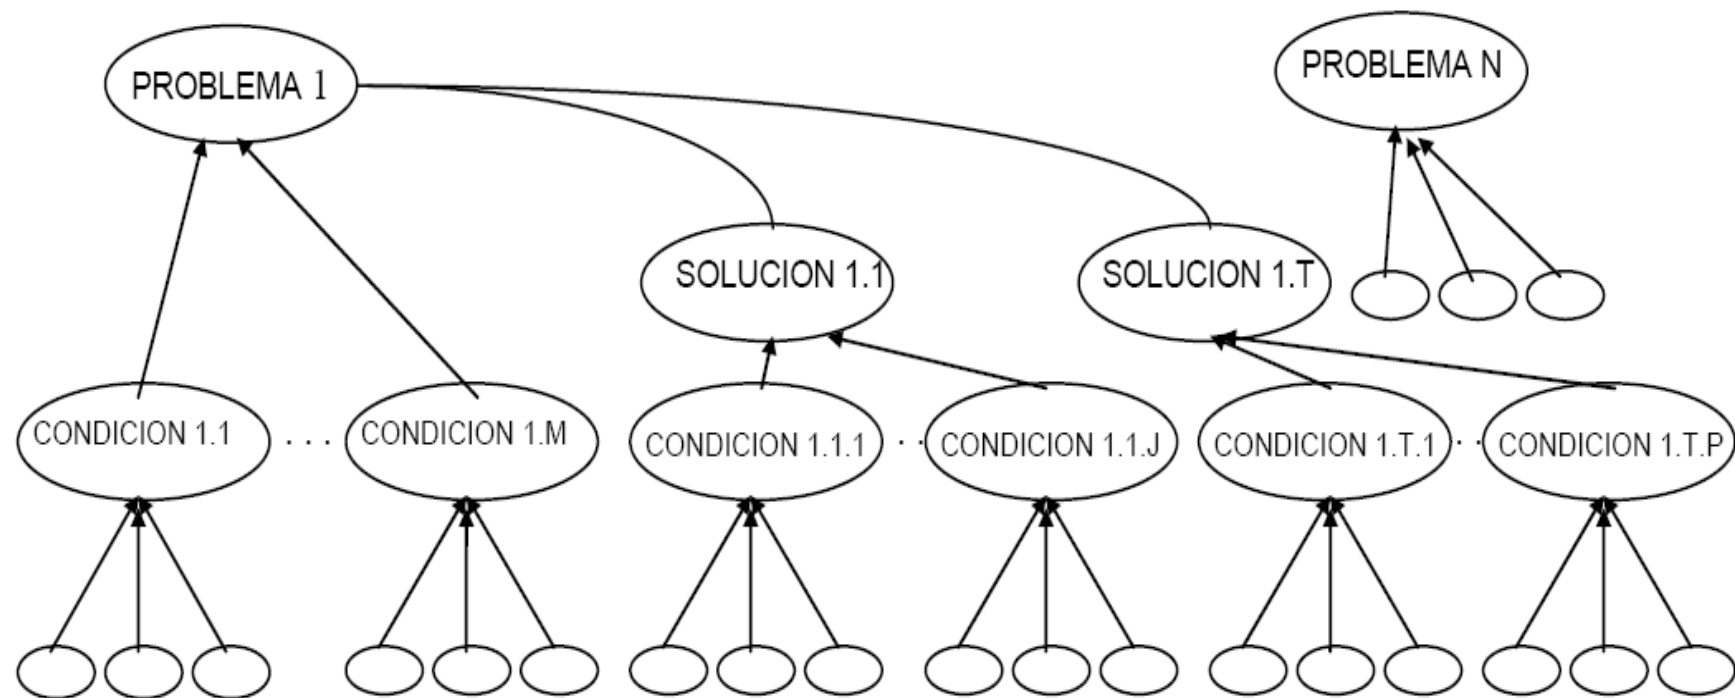 PROBLEMA 1
PROBLEMA N
SOLUCION 1.1
SOLUCION 1.T
CONDICION 1.1
. . .
CONDICION 1.M
CONDICION 1.1.1
. .
CONDICION 1.1.J
CONDICION 1.T.1
. .
CONDICION 1.T.P